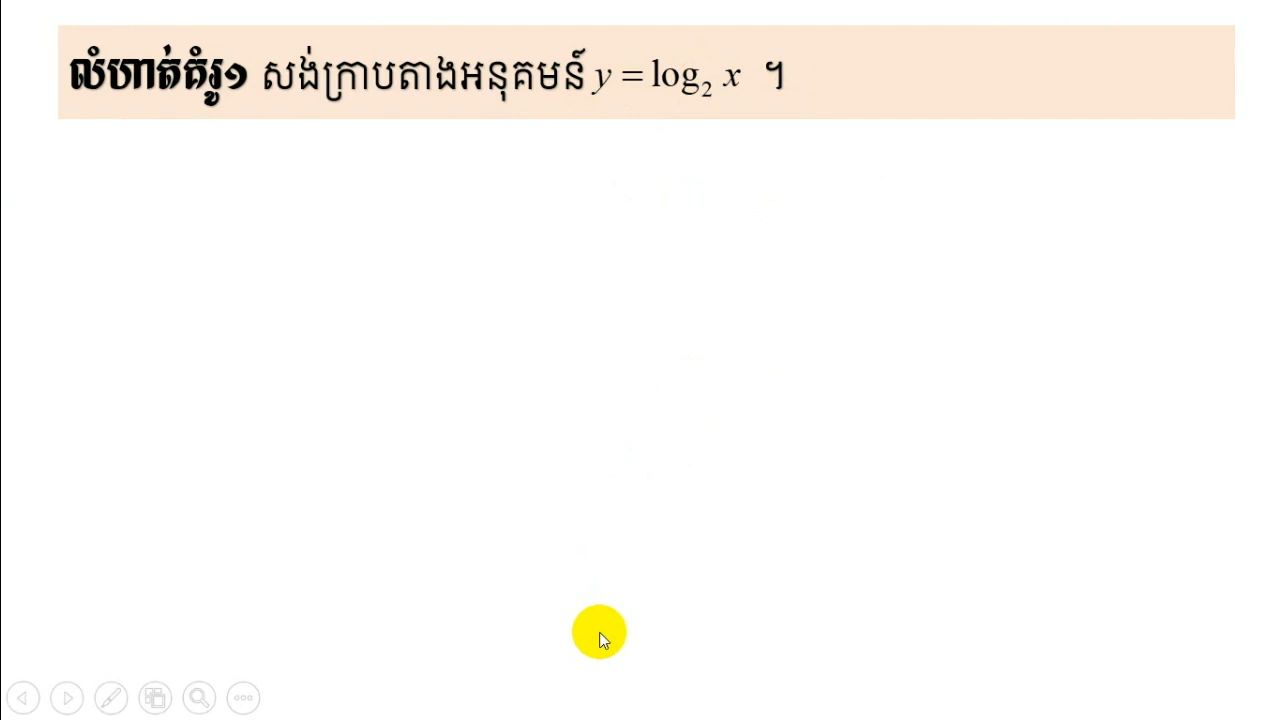 លំហាត់គំរូ១ សង់ក្រាបតាងអនុគមន៍ y = log₂ x ។